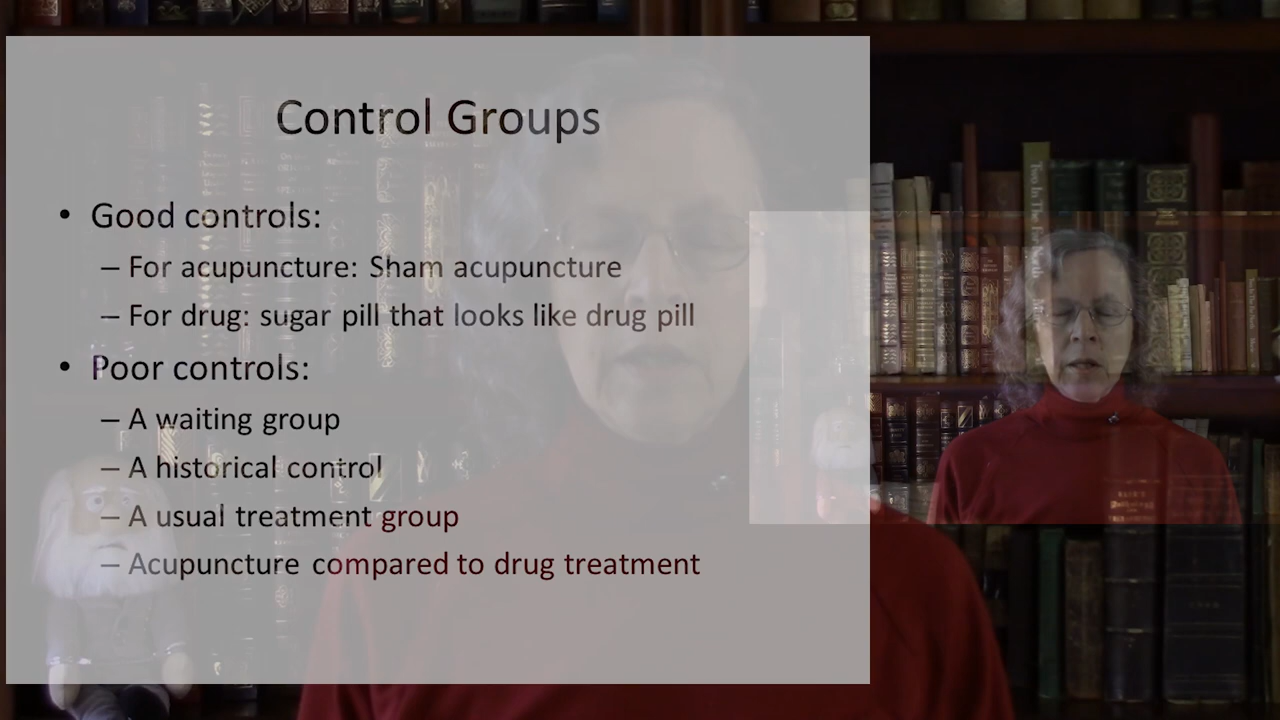 Control Groups
• Good controls:
– For acupuncture: Sham acupuncture
– For drug: sugar pill that looks like drug pill
• Poor controls:
– A waiting group
– A historical control
– A usual treatment group
– Acupuncture compared to drug treatment